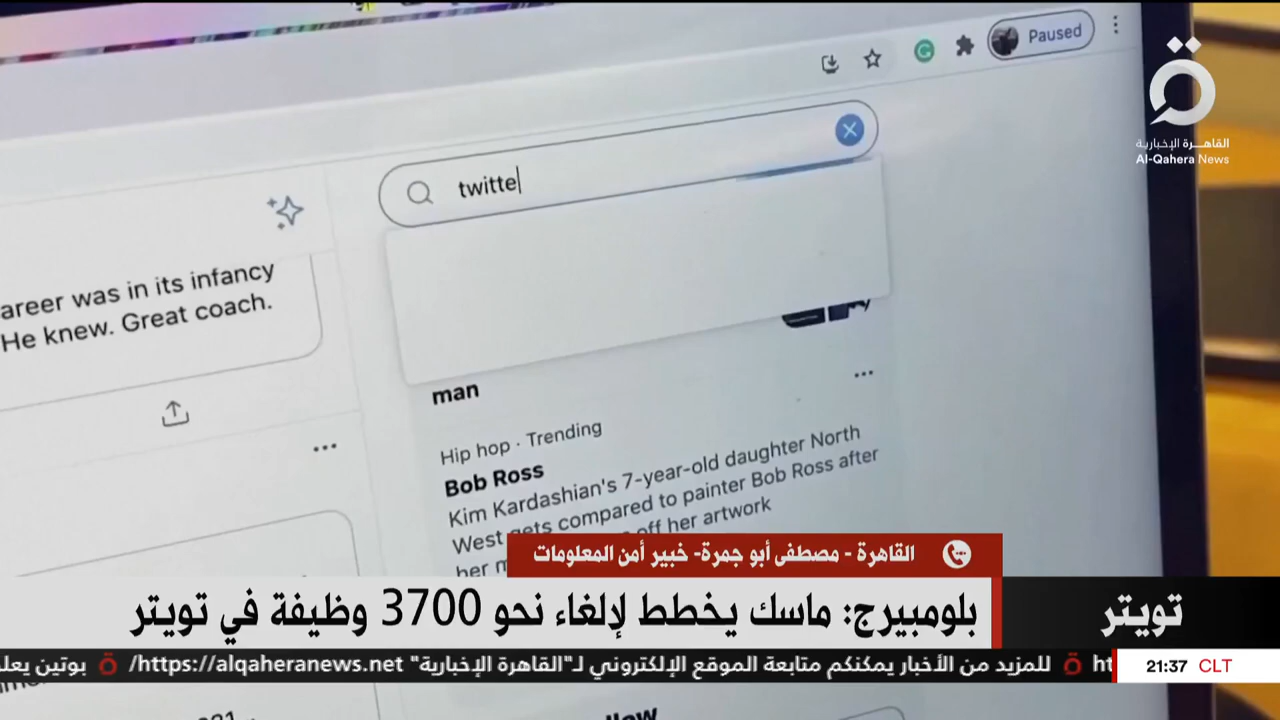 Paused
القاهرة الإخبارية
Al-Qahera News
twitte
areer was in its infancy
He knew. Great coach.
man
Hip hop · Trending
Bob Ross
Kim Kardashian's 7-year-old daughter North
West gets compared to painter Bob Ross after
off her artwork
her
القاهرة - مصطفى أبو جمرة- خبير أمن المعلومات
تويتر
بلومبيرج: ماسك يخطط لإلغاء نحو 3700 وظيفة في تويتر
21:37 CLT
ht للمزيد من الأخبار يمكنكم متابعة الموقع الإلكتروني لـ"القاهرة الإخبارية" https://alqaheranews.net/ بوتين يعل